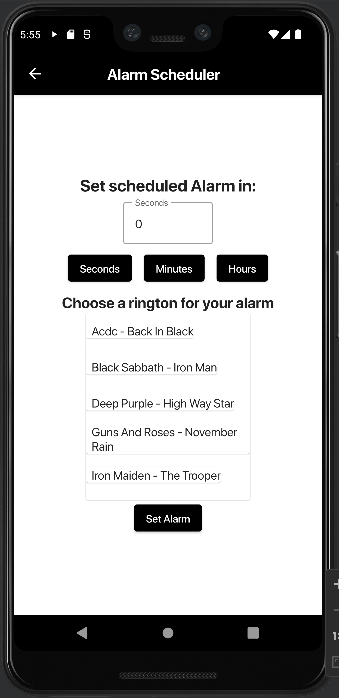 5:55
Alarm Scheduler
Set scheduled Alarm in:
Seconds
0
Seconds Minutes Hours
Choose a rington for your alarm
Acdc - Back In Black
Black Sabbath - Iron Man
Deep Purple - High Way Star
Guns And Roses - November
Rain
Iron Maiden - The Trooper
Set Alarm